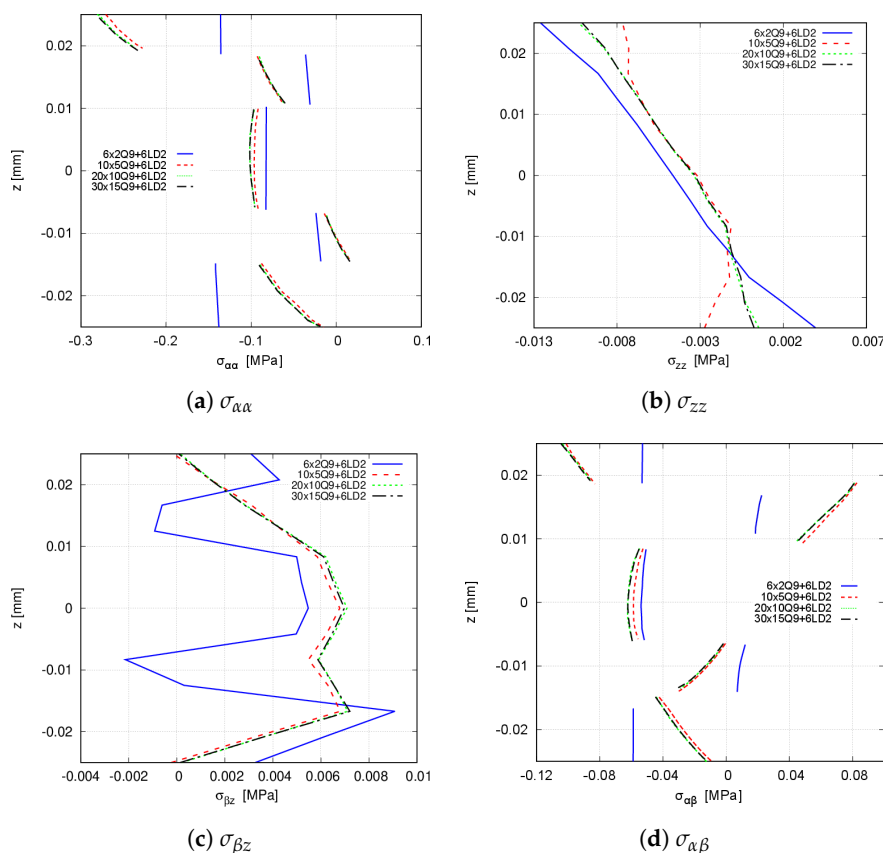 0.02
0.01
0
-0.01
-0.02
z [mm]
6x2Q9+6LD2
10x5Q9+6LD2
20x10Q9+6LD2
30x15Q9+6LD2
-0.3
-0.2
-0.1
0
0.1
σαα [MPa]
(a) σαα
0.02
0.01
0
-0.01
-0.02
z [mm]
6x2Q9+6LD2
10x5Q9+6LD2
20x10Q9+6LD2
30x15Q9+6LD2
-0.013
-0.008
-0.003
0.002
0.007
σzz [MPa]
(b) σzz
0.02
0.01
0
-0.01
-0.02
z [mm]
6x2Q9+6LD2
10x5Q9+6LD2
20x10Q9+6LD2
30x15Q9+6LD2
-0.004
-0.002
0
0.002
0.004
0.006
0.008
0.01
σβz [MPa]
(c) σβz
0.02
0.01
0
-0.01
-0.02
z [mm]
6x2Q9+6LD2
10x5Q9+6LD2
20x10Q9+6LD2
30x15Q9+6LD2
-0.12
-0.08
-0.04
0
0.04
0.08
σαβ [MPa]
(d) σαβ